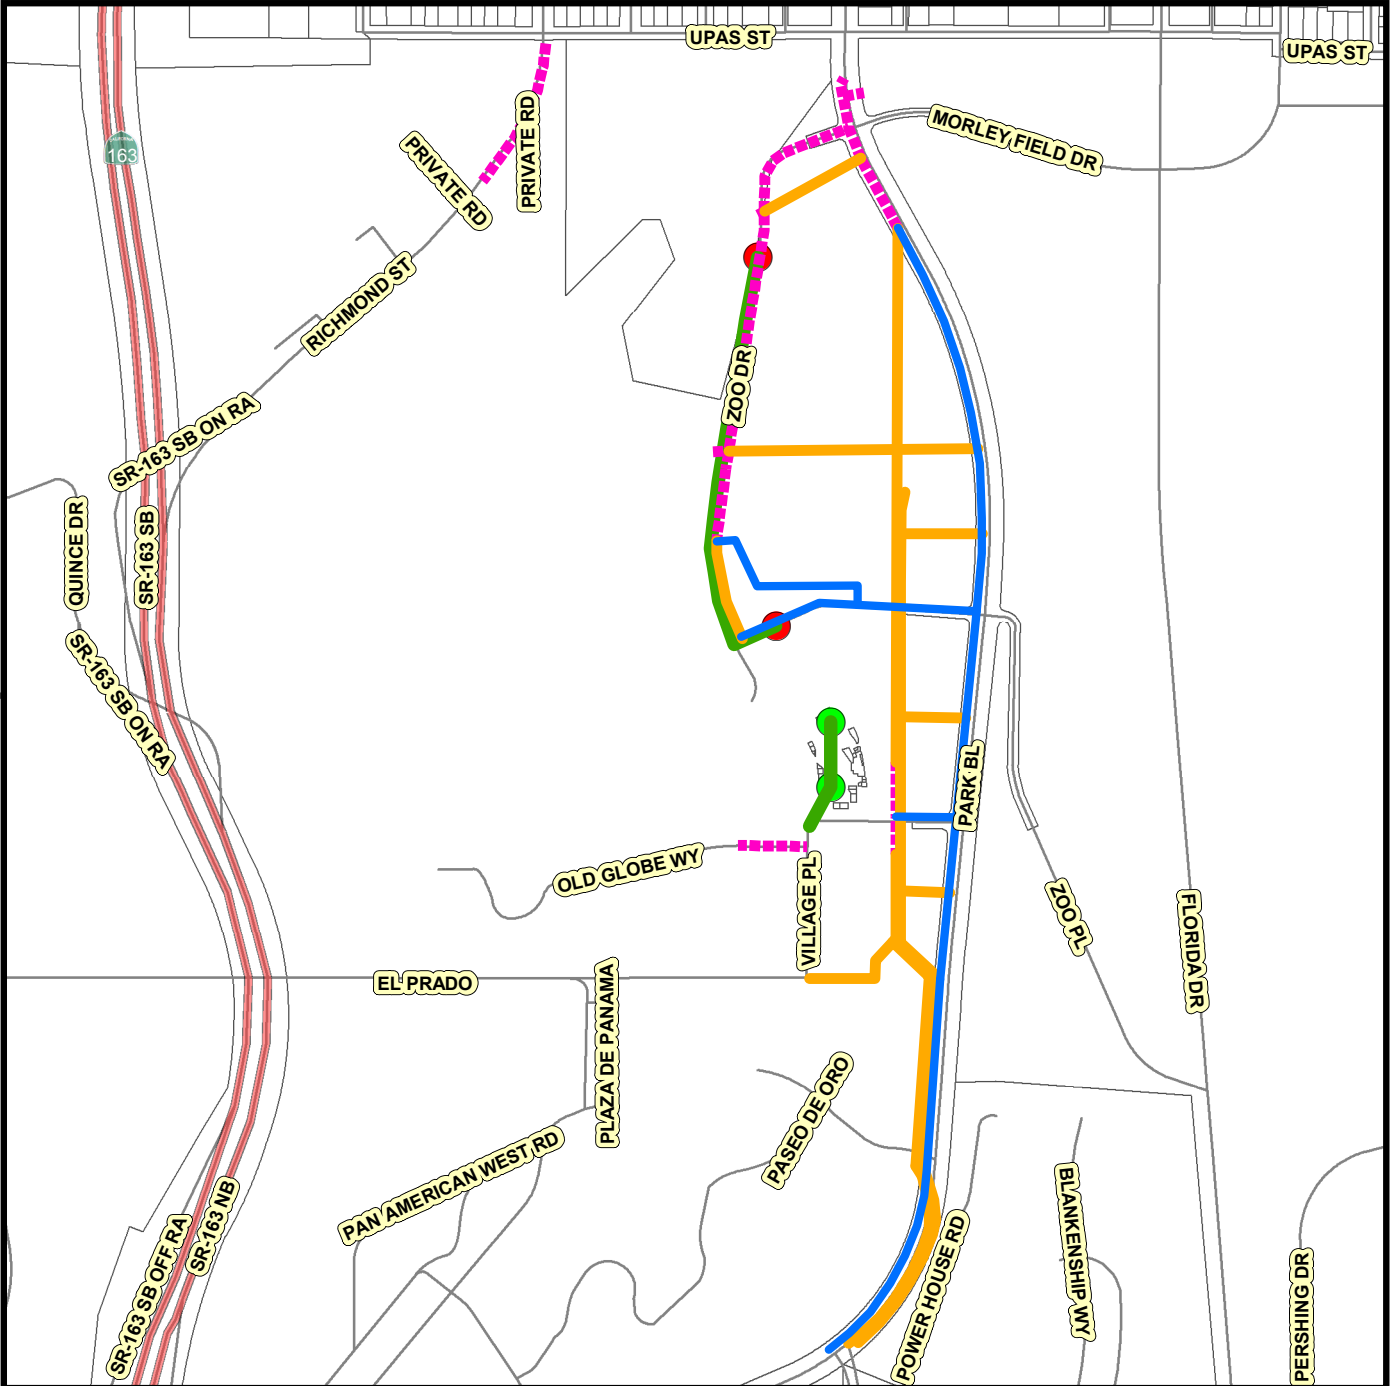 UPAS ST
UPAS ST
PRIVATE RD
MORLEY FIELD DR
163
PRIVATE RD
RICHMOND ST
ZOO DR
SR-163 SB ON RA
QUINCE DR
SR-163 SB
SR-163 SB ON RA
PARK BL
OLD GLOBE WY
VILLAGE PL
ZOO PL
FLORIDA DR
EL PRADO
PLAZA DE PANAMA
PASEO DE ORO
PAN AMERICAN WEST RD
SR-163 NB
SR-163 SB OFF RA
POWER HOUSE RD
BLANKENSHIP WY
PERSHING DR